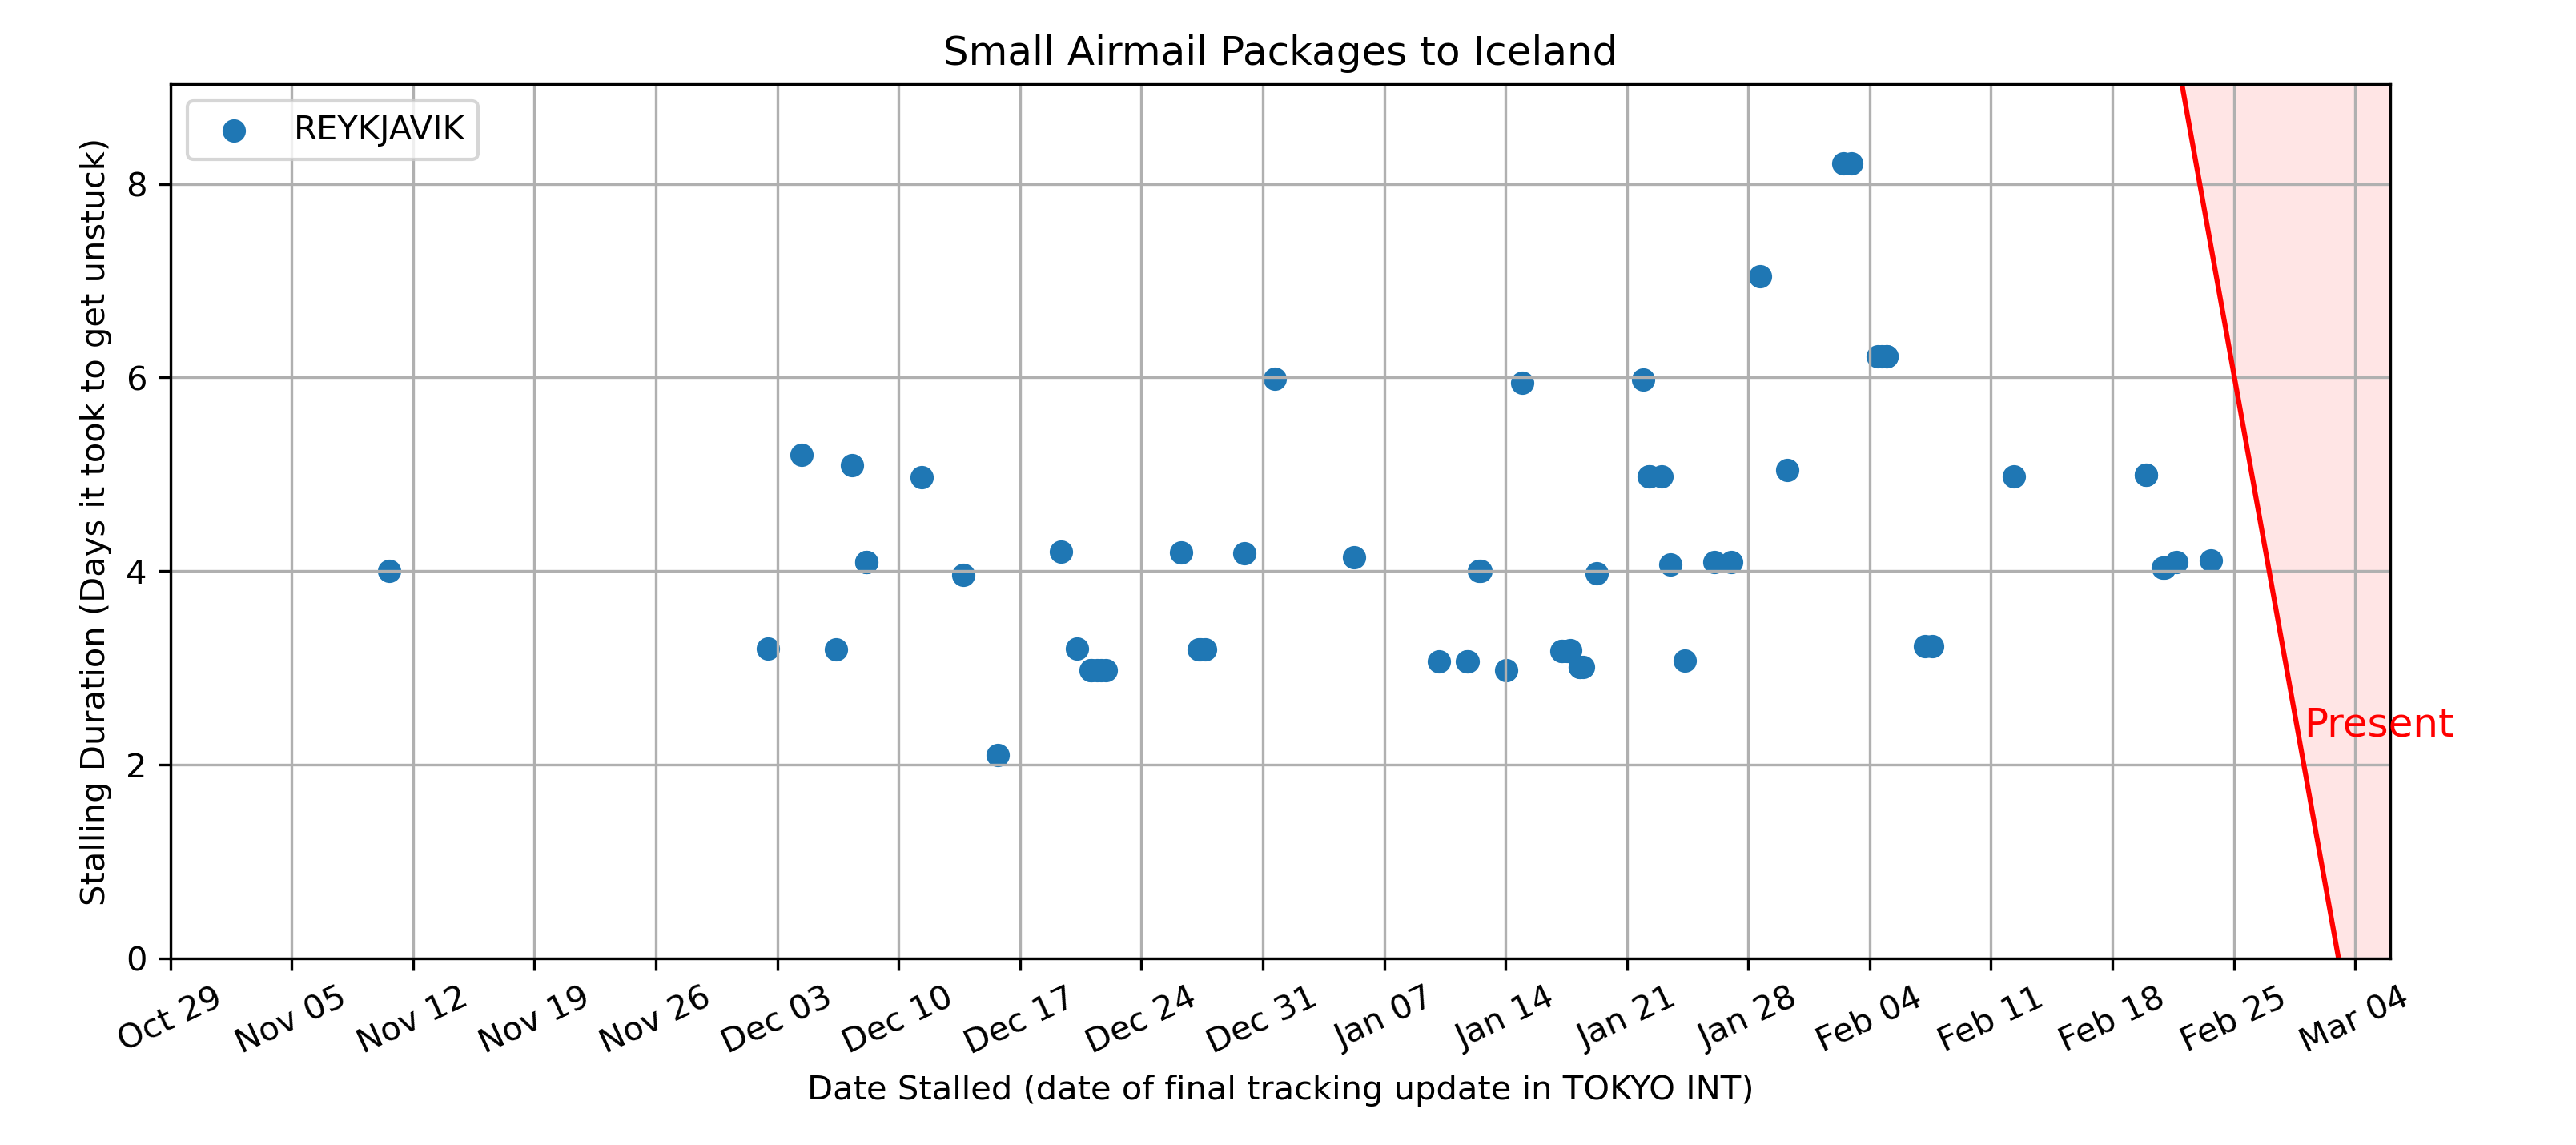 Small Airmail Packages to Iceland
REYKJAVIK
Stalling Duration (Days it took to get unstuck)
8
6
4
2
0
Present
Oct 29 Nov 05 Nov 12 Nov 19 Nov 26 Dec 03 Dec 10 Dec 17 Dec 24 Dec 31 Jan 07 Jan 14 Jan 21 Jan 28 Feb 04 Feb 11 Feb 18 Feb 25 Mar 04
Date Stalled (date of final tracking update in TOKYO INT)